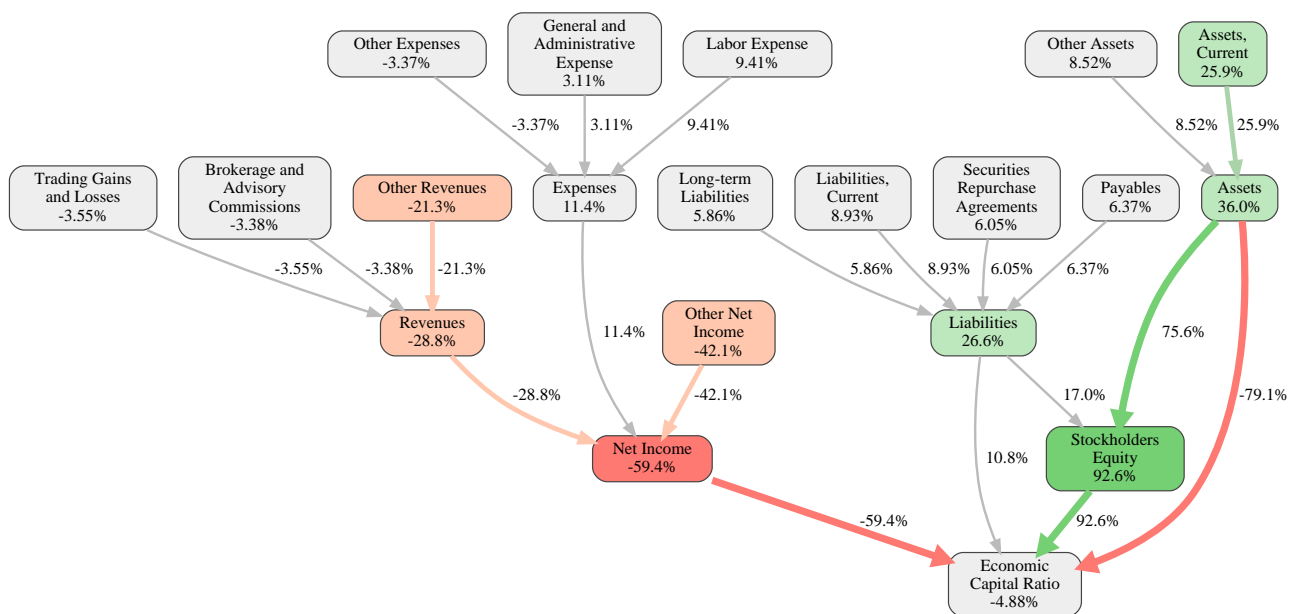 Other Expenses
-3.37%
General and
Administrative
Expense
3.11%
Labor Expense
9.41%
Other Assets
8.52%
Assets,
Current
25.9%
-3.37%
3.11%
9.41%
8.52%
25.9%
Trading Gains
and Losses
-3.55%
Brokerage and
Advisory
Commissions
-3.38%
Other Revenues
-21.3%
Expenses
11.4%
Long-term
Liabilities
5.86%
Liabilities,
Current
8.93%
Securities
Repurchase
Agreements
6.05%
Payables
6.37%
Assets
36.0%
-3.55%
-3.38%
-21.3%
5.86%
8.93%
6.05%
6.37%
Revenues
-28.8%
11.4%
Other Net
Income
-42.1%
Liabilities
26.6%
75.6%
-28.8%
-42.1%
17.0%
-79.1%
Net Income
-59.4%
10.8%
Stockholders
Equity
92.6%
-59.4%
92.6%
Economic
Capital Ratio
-4.88%